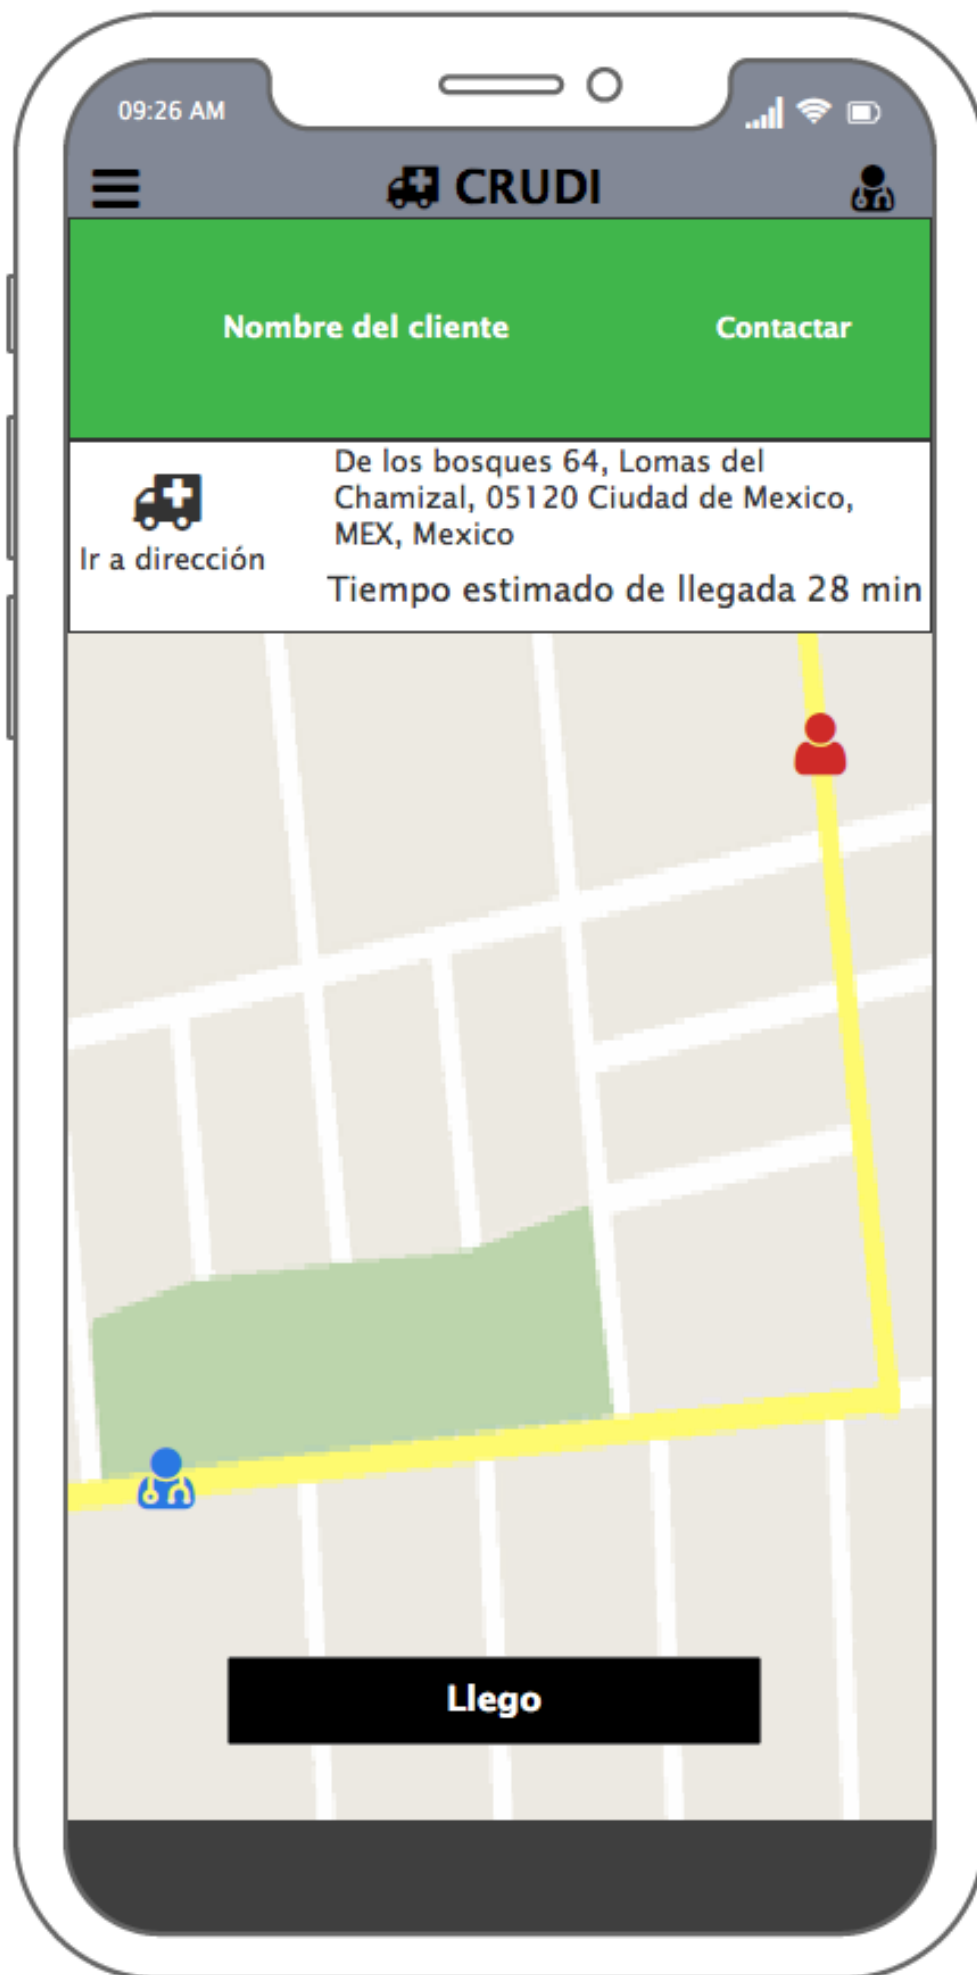 09:26 AM
CRUDI
Nombre del cliente
Contactar
De los bosques 64, Lomas del
Chamizal, 05120 Ciudad de Mexico,
MEX, Mexico
Ir a dirección
Tiempo estimado de llegada 28 min
Llego